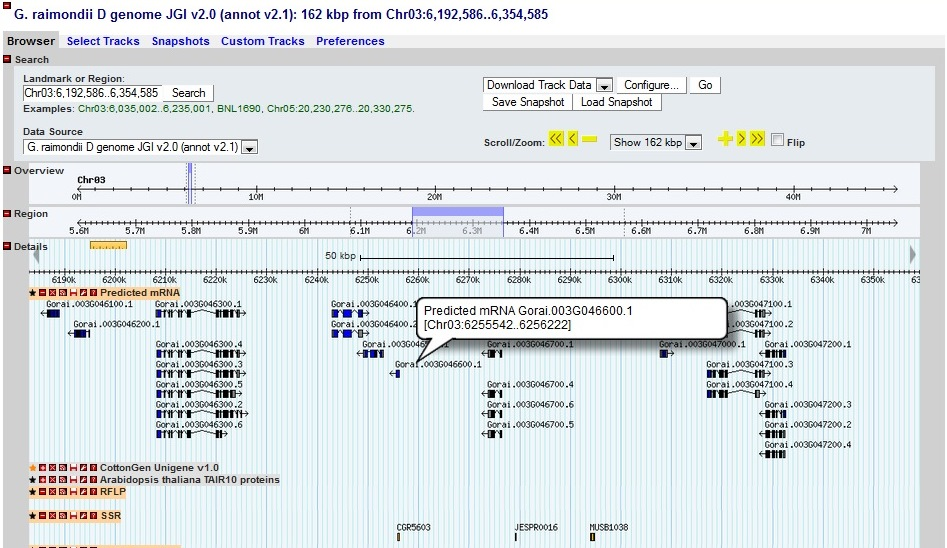 G. raimondii D genome JGI v2.0 (annot v2.1): 162 kbp from Chr03:6,192,586..6,354,585
Browser Select Tracks Snapshots Custom Tracks Preferences
Search
Landmark or Region:
Chr03:6,192,586..6,354,585 Search
Download Track Data Configure... Go
Examples: Chr03:6,035,002..6,235,001, BNL1690, Chr05:20,230,276..20,330,275.
Save Snapshot Load Snapshot
Data Source
G. raimondii D genome JGI v2.0 (annot v2.1)
Scroll/Zoom: Show 162 kbp Flip
Overview
Chr03
0M 10M 20M 30M 40M
Region
5.6M 5.7M 5.8M 5.9M 6M 6.1M 6.2M 6.3M 6.4M 6.5M 6.6M 6.7M 6.8M 6.9M 7M
Details
50 kbp
6190k 6200k 6210k 6220k 6230k 6240k 6250k 6260k 6270k 6280k 6290k 6300k 6310k 6320k 6330k 6340k 6350k
Predicted mRNA
Gorai.003G046100.1 Gorai.003G046300.1 Gorai.003G046400.1 Predicted mRNA Gorai.003G046600.1 003G047100.1
[Chr03:6255542..6256222]
Gorai.003G046200.1 Gorai.003G046400.2 003G047100.2
Gorai.003G046300.4 Gorai.003G04 Gorai.003G046700.1 Gorai.003G047000.1 Gorai.003G047200.1
Gorai.003G046300.3 Gorai.003G046600.1 Gorai.003G047100.3
Gorai.003G046300.5 Gorai.003G046700.4 Gorai.003G047100.4
Gorai.003G046300.2 Gorai.003G046700.6 Gorai.003G047200.3
Gorai.003G046300.6 Gorai.003G046700.5 Gorai.003G047200.2
Gorai.003G047200.4
CottonGen Unigene v1.0
Arabidopsis thaliana TAIR10 proteins
RFLP
SSR
CGR5603 JESPR0016 MUSB1038